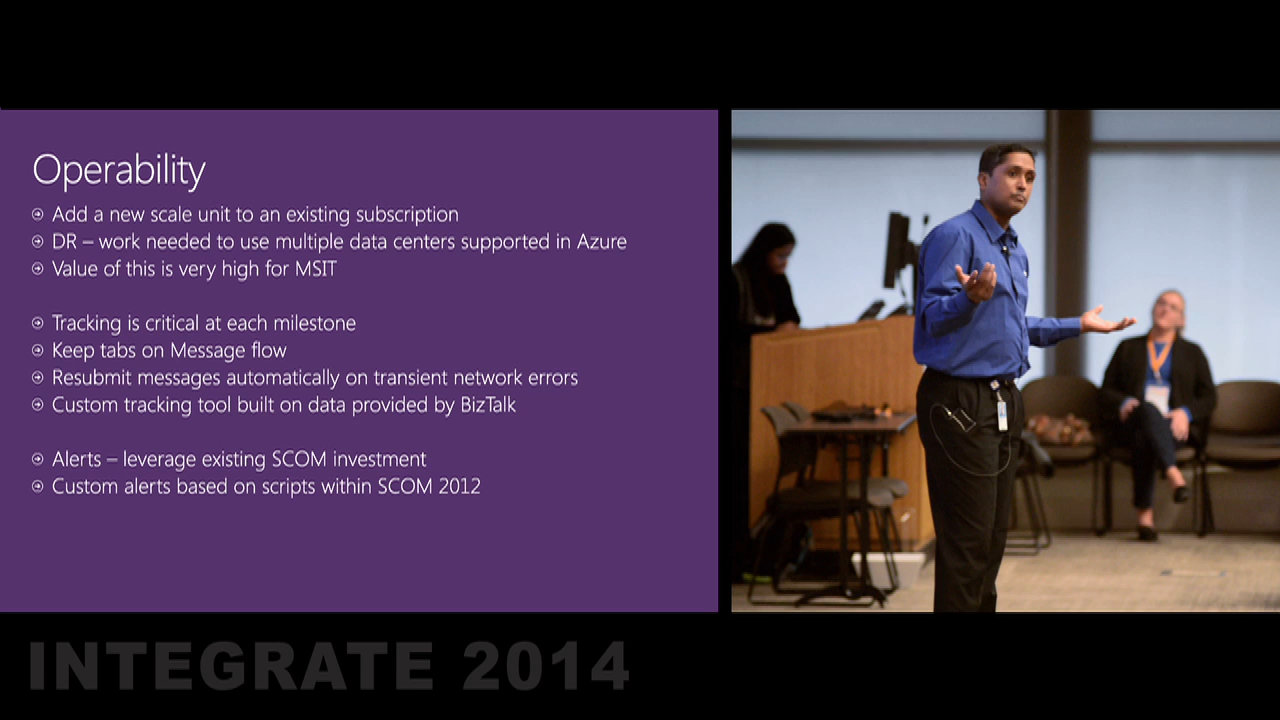 Operability
Add a new scale unit to an existing subscription
DR – work needed to use multiple data centers supported in Azure
Value of this is very high for MSIT
Tracking is critical at each milestone
Keep tabs on Message flow
Resubmit messages automatically on transient network errors
Custom tracking tool built on data provided by BizTalk
Alerts – leverage existing SCOM investment
Custom alerts based on scripts within SCOM 2012
INTEGRATE 2014